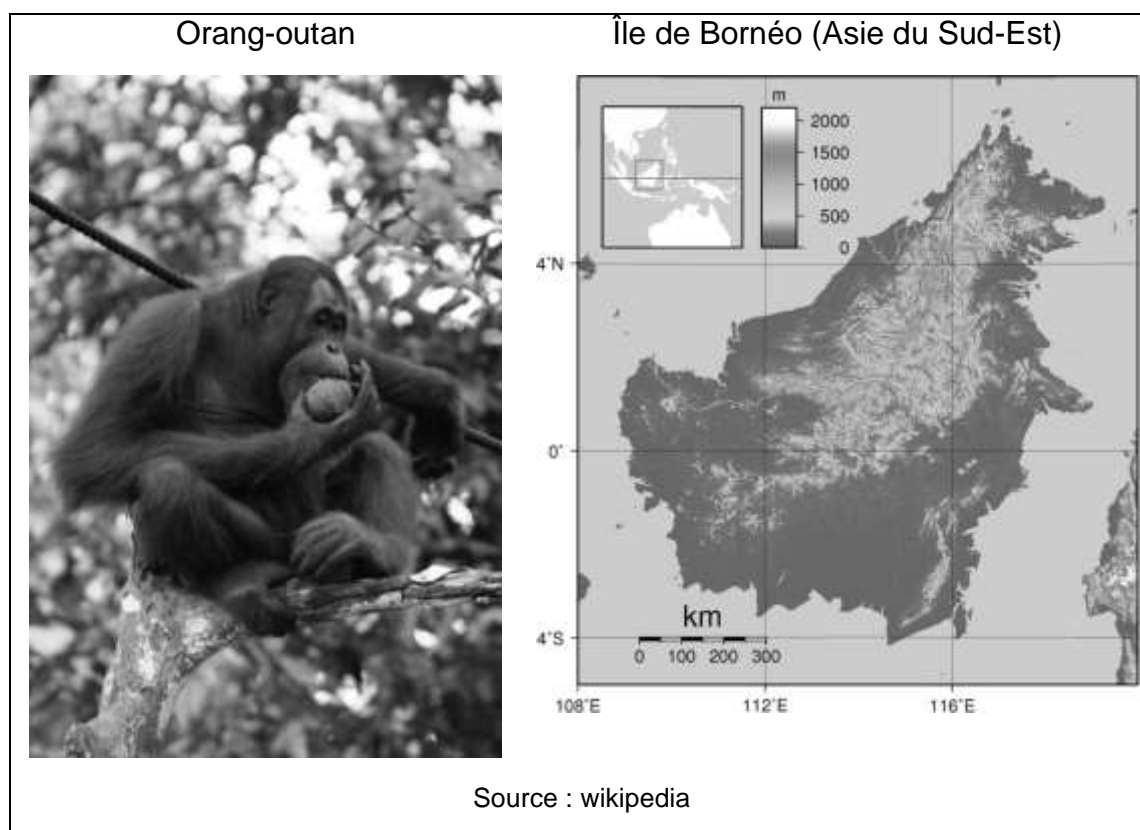 Orang-outan
Île de Bornéo (Asie du Sud-Est)
m
2000
1500
1000
500
0
4°N
0°
4°S
km
0 100 200 300
108°E 112°E 116°E
Source : wikipedia